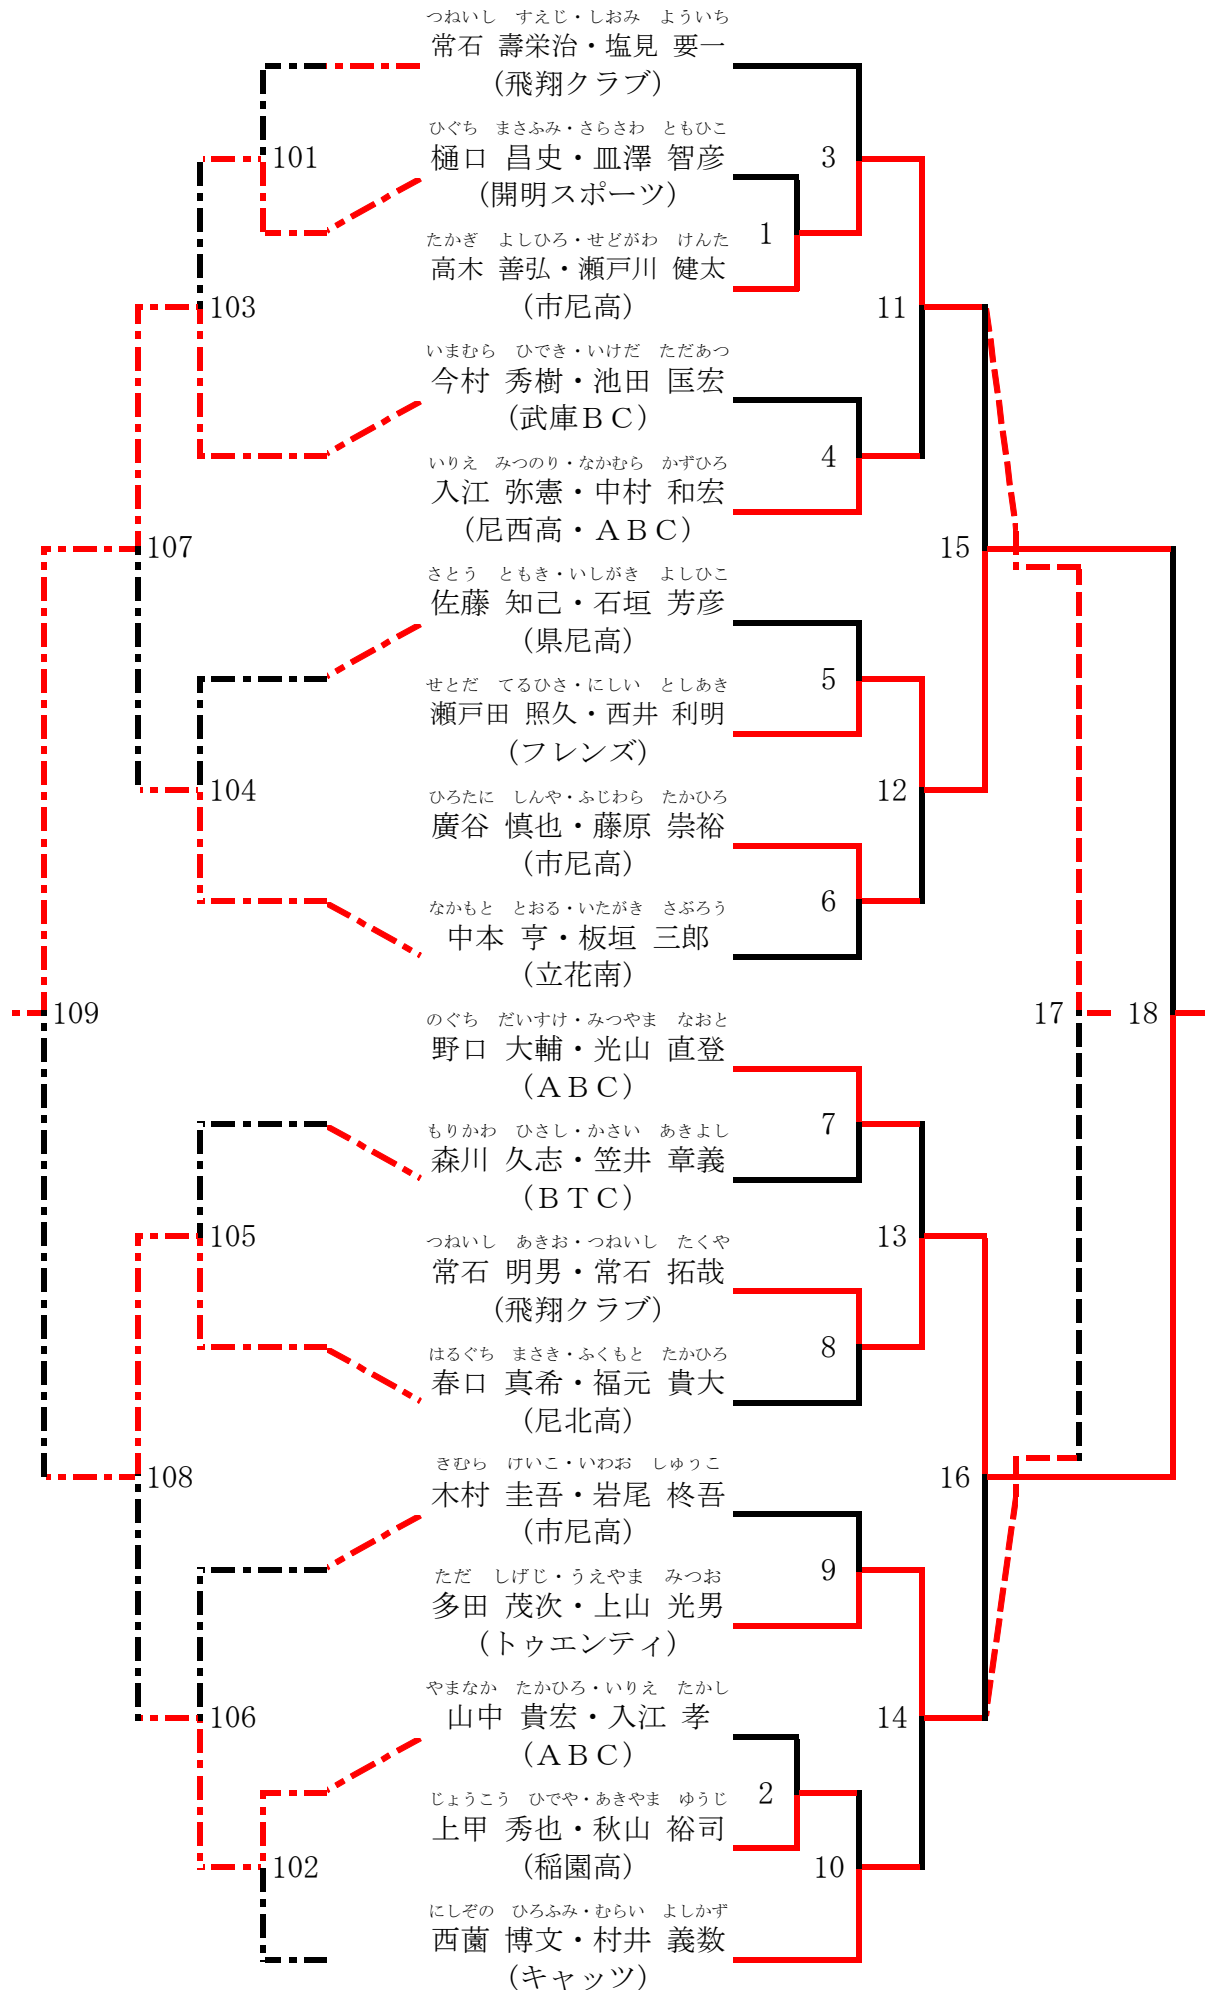 つねいし すえじ・しおみ よういち
常石 壽栄治・塩見 要一
(飛翔クラブ)
ひぐち まさふみ・さらさわ ともひこ
101
樋口 昌史・皿澤 智彦
3
(開明スポーツ)
1
たかぎ よしひろ・せどがわ けんた
高木 善弘・瀬戸川 健太
(市尼高)
103
11
いまむら ひでき・いけだ ただあつ
今村 秀樹・池田 匡宏
(武庫BC)
4
いりえ みつのり・なかむら かずひろ
入江 弥憲・中村 和宏
(尼西高・ABC)
107
15
さとう ともき・いしがき よしひこ
佐藤 知己・石垣 芳彦
(県尼高)
5
せとだ てるひさ・にしい としあき
瀬戸田 照久・西井 利明
(フレンズ)
104
12
ひろたに しんや・ふじわら たかひろ
廣谷 慎也・藤原 崇裕
(市尼高)
6
なかもと とおる・いたがき さぶろう
中本 亨・板垣 三郎
(立花南)
109
17
18
のぐち だいすけ・みつやま なおと
野口 大輔・光山 直登
(ABC)
7
もりかわ ひさし・かさい あきよし
森川 久志・笠井 章義
(BTC)
105
13
つねいし あきお・つねいし たくや
常石 明男・常石 拓哉
(飛翔クラブ)
8
はるぐち まさき・ふくもと たかひろ
春口 真希・福元 貴大
(尼北高)
108
16
きむら けいこ・いわお しゅうこ
木村 圭吾・岩尾 柊吾
(市尼高)
9
ただ しげじ・うえやま みつお
多田 茂次・上山 光男
(トゥエンティ)
やまなか たかひろ・いりえ たかし
106
山中 貴宏・入江 孝
14
(ABC)
2
じょうこう ひでや・あきやま ゆうじ
上甲 秀也・秋山 裕司
102
(稲園高)
10
にしぞの ひろふみ・むらい よしかず
西薗 博文・村井 義数
(キャッツ)